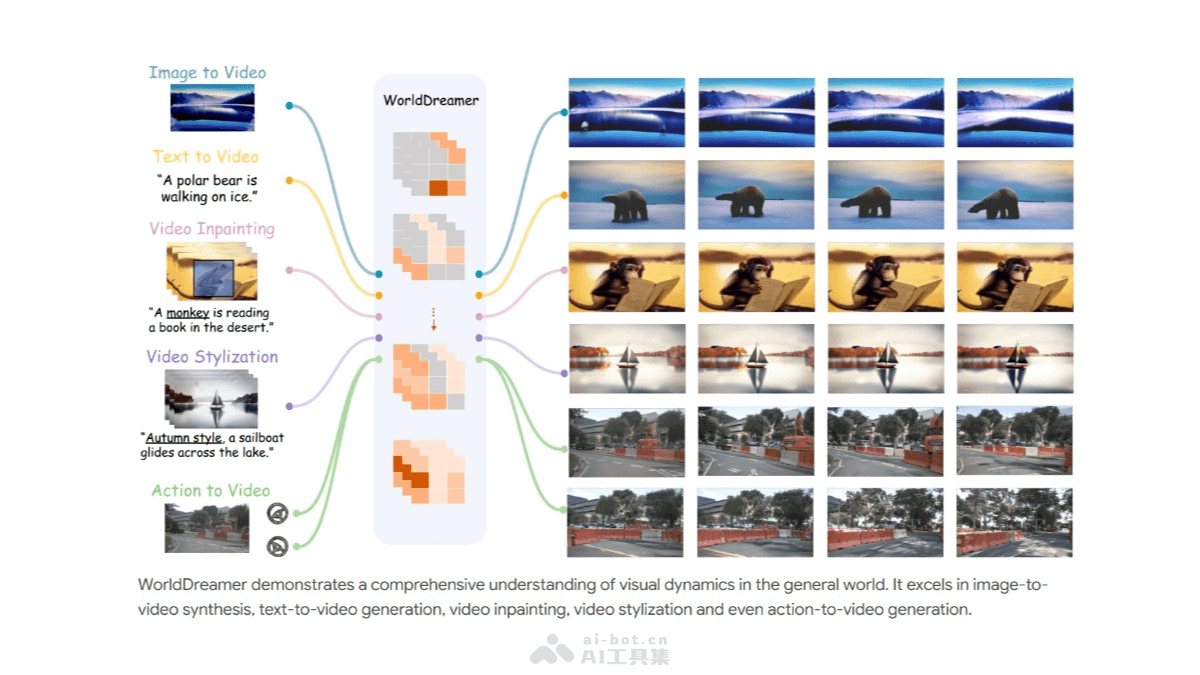 Image to Video
WorldDreamer
Text to Video
“A polar bear is
walking on ice.”
Video Inpainting
“A monkey is reading
a book in the desert.”
Video Stylization
“Autumn style, a sailboat
glides across the lake.”
Action to Video
WorldDreamer demonstrates a comprehensive understanding of visual dynamics in the general world. It excels in image-to-
video synthesis, text-to-video generation, video inpainting, video stylization and even action-to-video generation.
ai-bot.cn
AI工具集